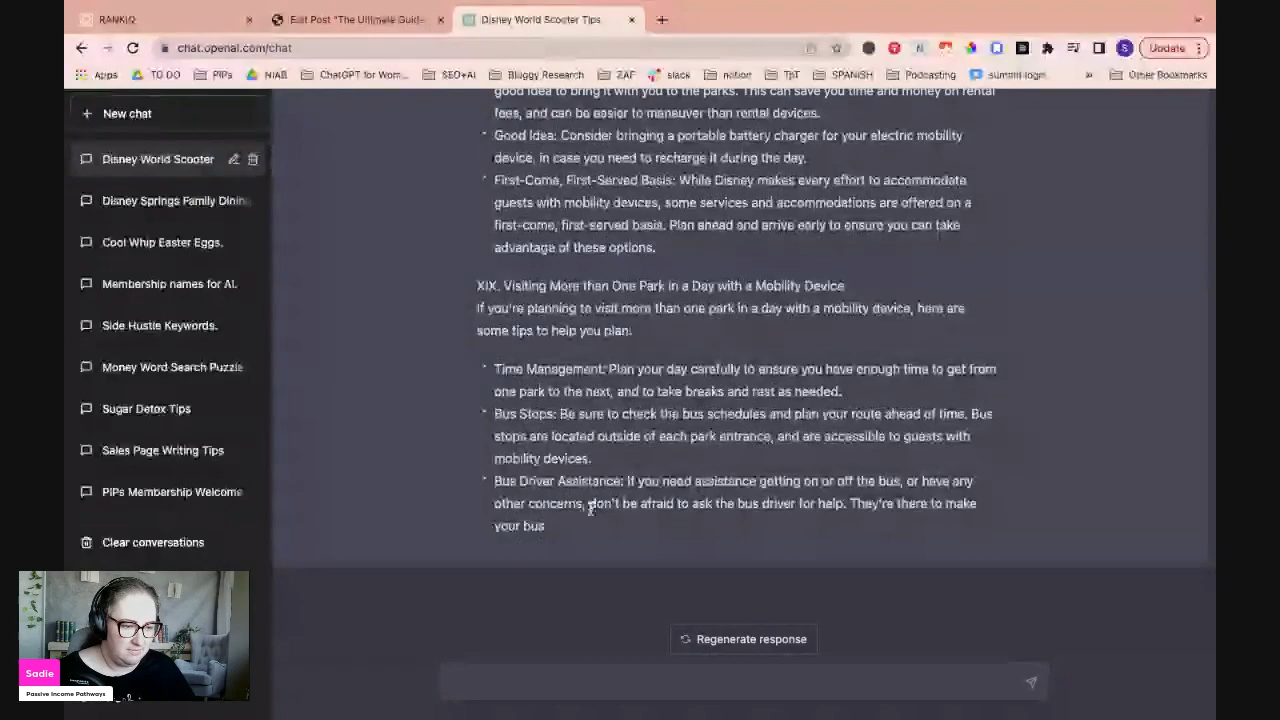 RANKIQ
Edit Post "The Ultimate Guid
Disney World Scooter Tips
chat.openai.com/chat
Update
Apps
TO DO
PIPs
NIAB
ChatGPT for Wom...
SEO+AI
Bluggy Research
ZAF
slack
notion
TpT
SPANISH
Podcasting
summit login
Other Bookmarks
New chat
Disney World Scooter
Disney Springs Family Dining
Cool Whip Easter Eggs.
Membership names for AI.
Side Hustle Keywords.
Money Word Search Puzzle
Sugar Detox Tips
Sales Page Writing Tips
PIPs Membership Welcome
Clear conversations
good idea to bring it with you to the parks. This can save you time and money on rental
fees, and can be easier to maneuver than rental devices.
Good Idea: Consider bringing a portable battery charger for your electric mobility
device, in case you need to recharge it during the day.
First-Come, First-Served Basis: While Disney makes every effort to accommodate
guests with mobility devices, some services and accommodations are offered on a
first-come, first-served basis. Plan ahead and arrive early to ensure you can take
advantage of these options.
XIX. Visiting More than One Park in a Day with a Mobility Device
If you're planning to visit more than one park in a day with a mobility device, here are
some tips to help you plan:
Time Management: Plan your day carefully to ensure you have enough time to get from
one park to the next, and to take breaks and rest as needed.
Bus Stops: Be sure to check the bus schedules and plan your route ahead of time. Bus
stops are located outside of each park entrance, and are accessible to guests with
mobility devices.
Bus Driver Assistance: If you need assistance getting on or off the bus, or have any
other concerns, don't be afraid to ask the bus driver for help. They're there to make
your bus
Regenerate response
Sadie
Passive Income Pathways